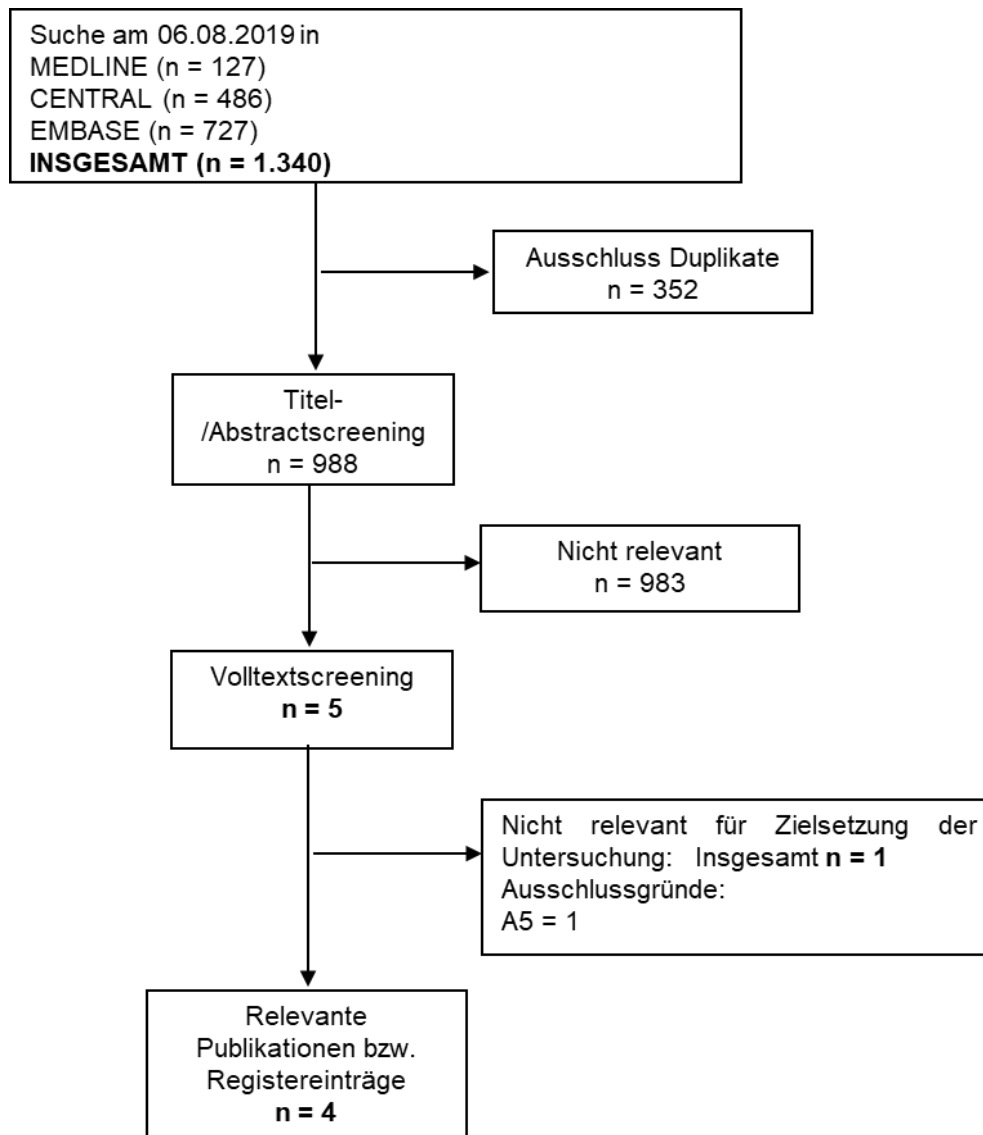 Suche am 06.08.2019 in
MEDLINE (n = 127)
CENTRAL (n = 486)
EMBASE (n = 727)
INSGESAMT (n = 1.340)
Ausschluss Duplikate
n = 352
Titel-
/Abstractscreening
n = 988
Nicht relevant
n = 983
Volltextscreening
n = 5
Nicht relevant für Zielsetzung der
Untersuchung: Insgesamt n = 1
Ausschlussgründe:
A5 = 1
Relevante
Publikationen bzw.
Registereinträge
n = 4